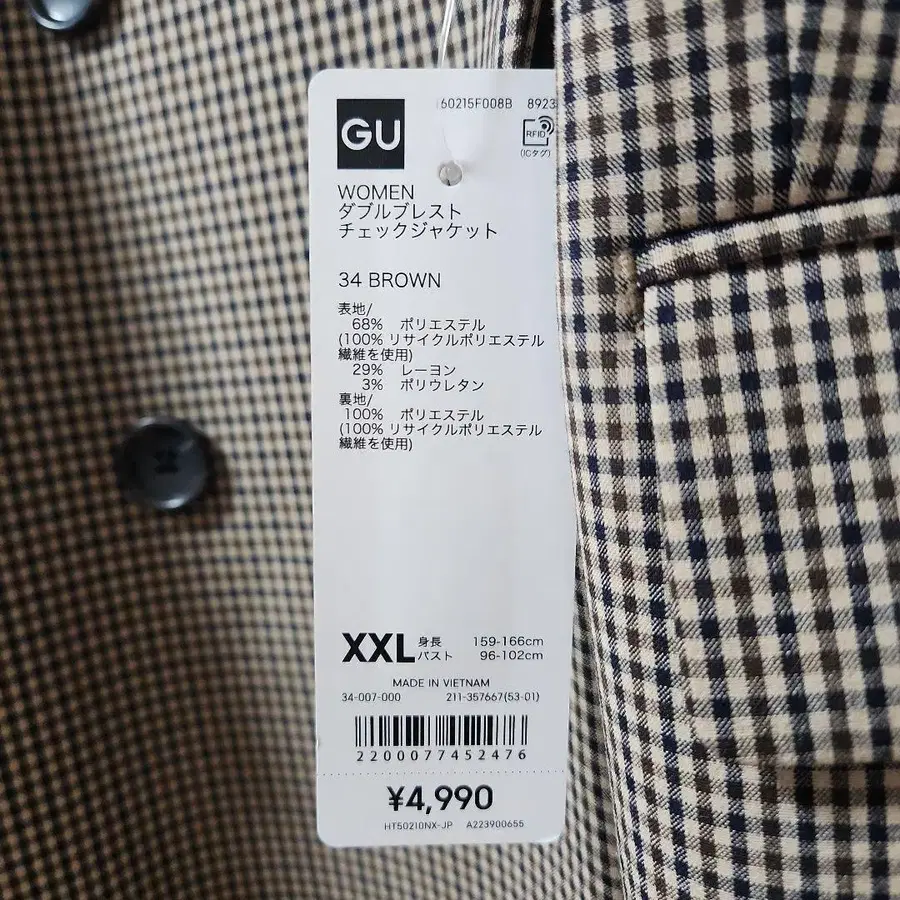 GU
60215F008B 8923
RFID
(ICタグ)
WOMEN
ダブルブレスト
チェックジャケット
34 BROWN
表地/
68% ポリエステル
(100% リサイクルポリエステル
繊維を使用)
29% レーヨン
3% ポリウレタン
裏地/
100% ポリエステル
(100% リサイクルポリエステル
繊維を使用)
XXL
身長 159-166cm
バスト 96-102cm
MADE IN VIETNAM
34-007-000 211-357667(53-01)
2200077452476
¥4,990
HT50210NX-JP A223900655